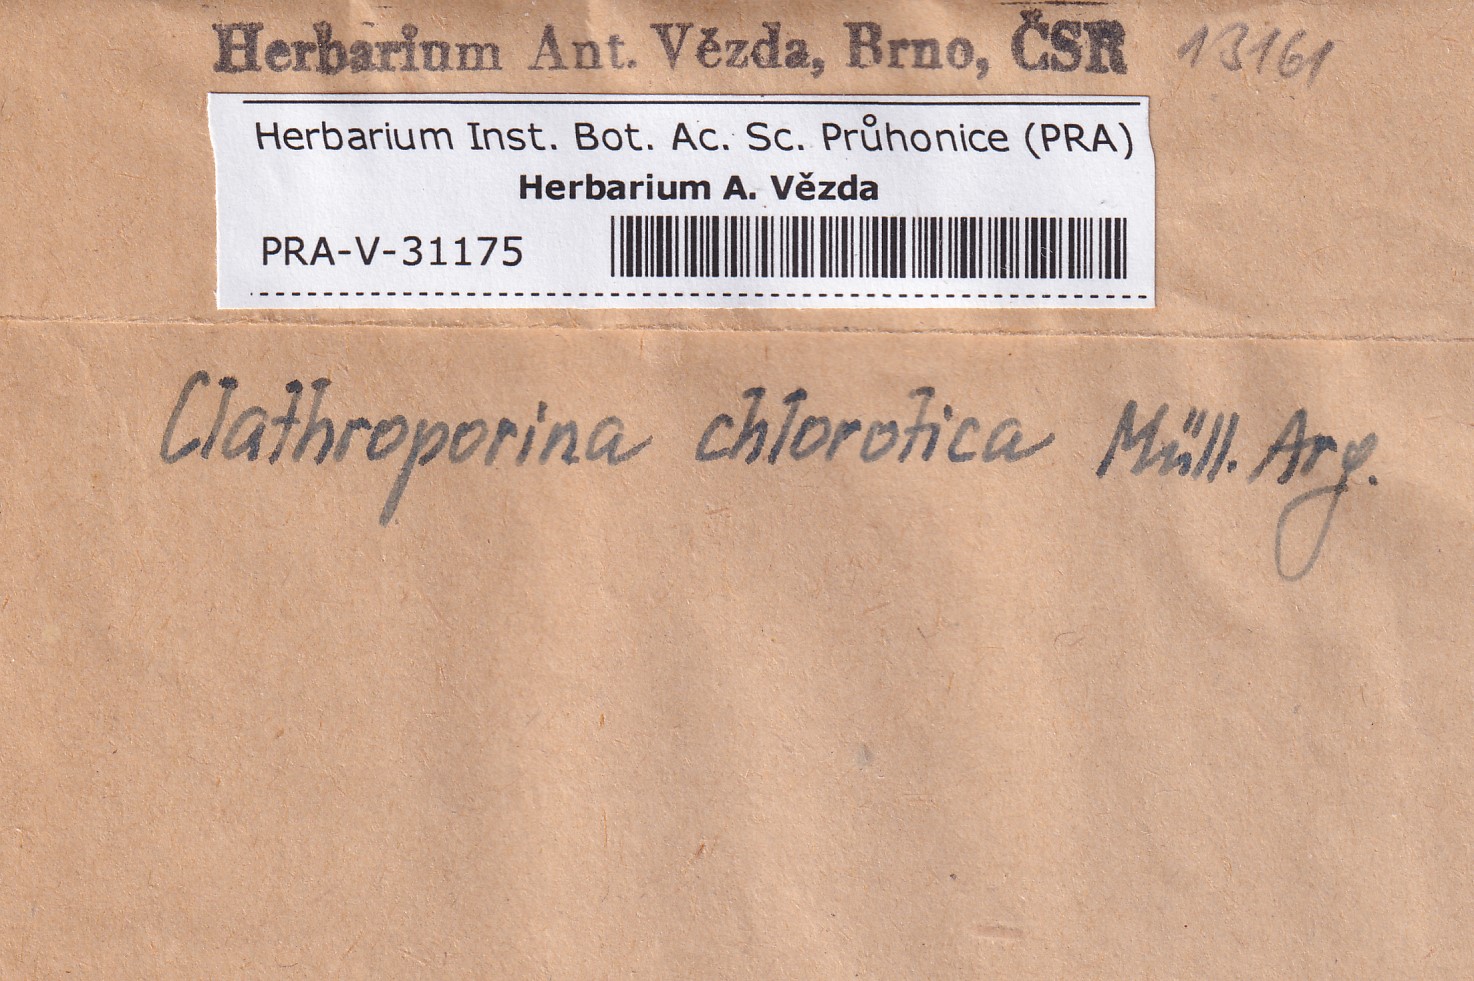 Herbarium Ant. Vězda, Brno, ČSR 13161
Herbarium Inst. Bot. Ac. Sc. Průhonice (PRA)
Herbarium A. Vězda
PRA-V-31175
Clathroporina chlorotica Müll. Arg.